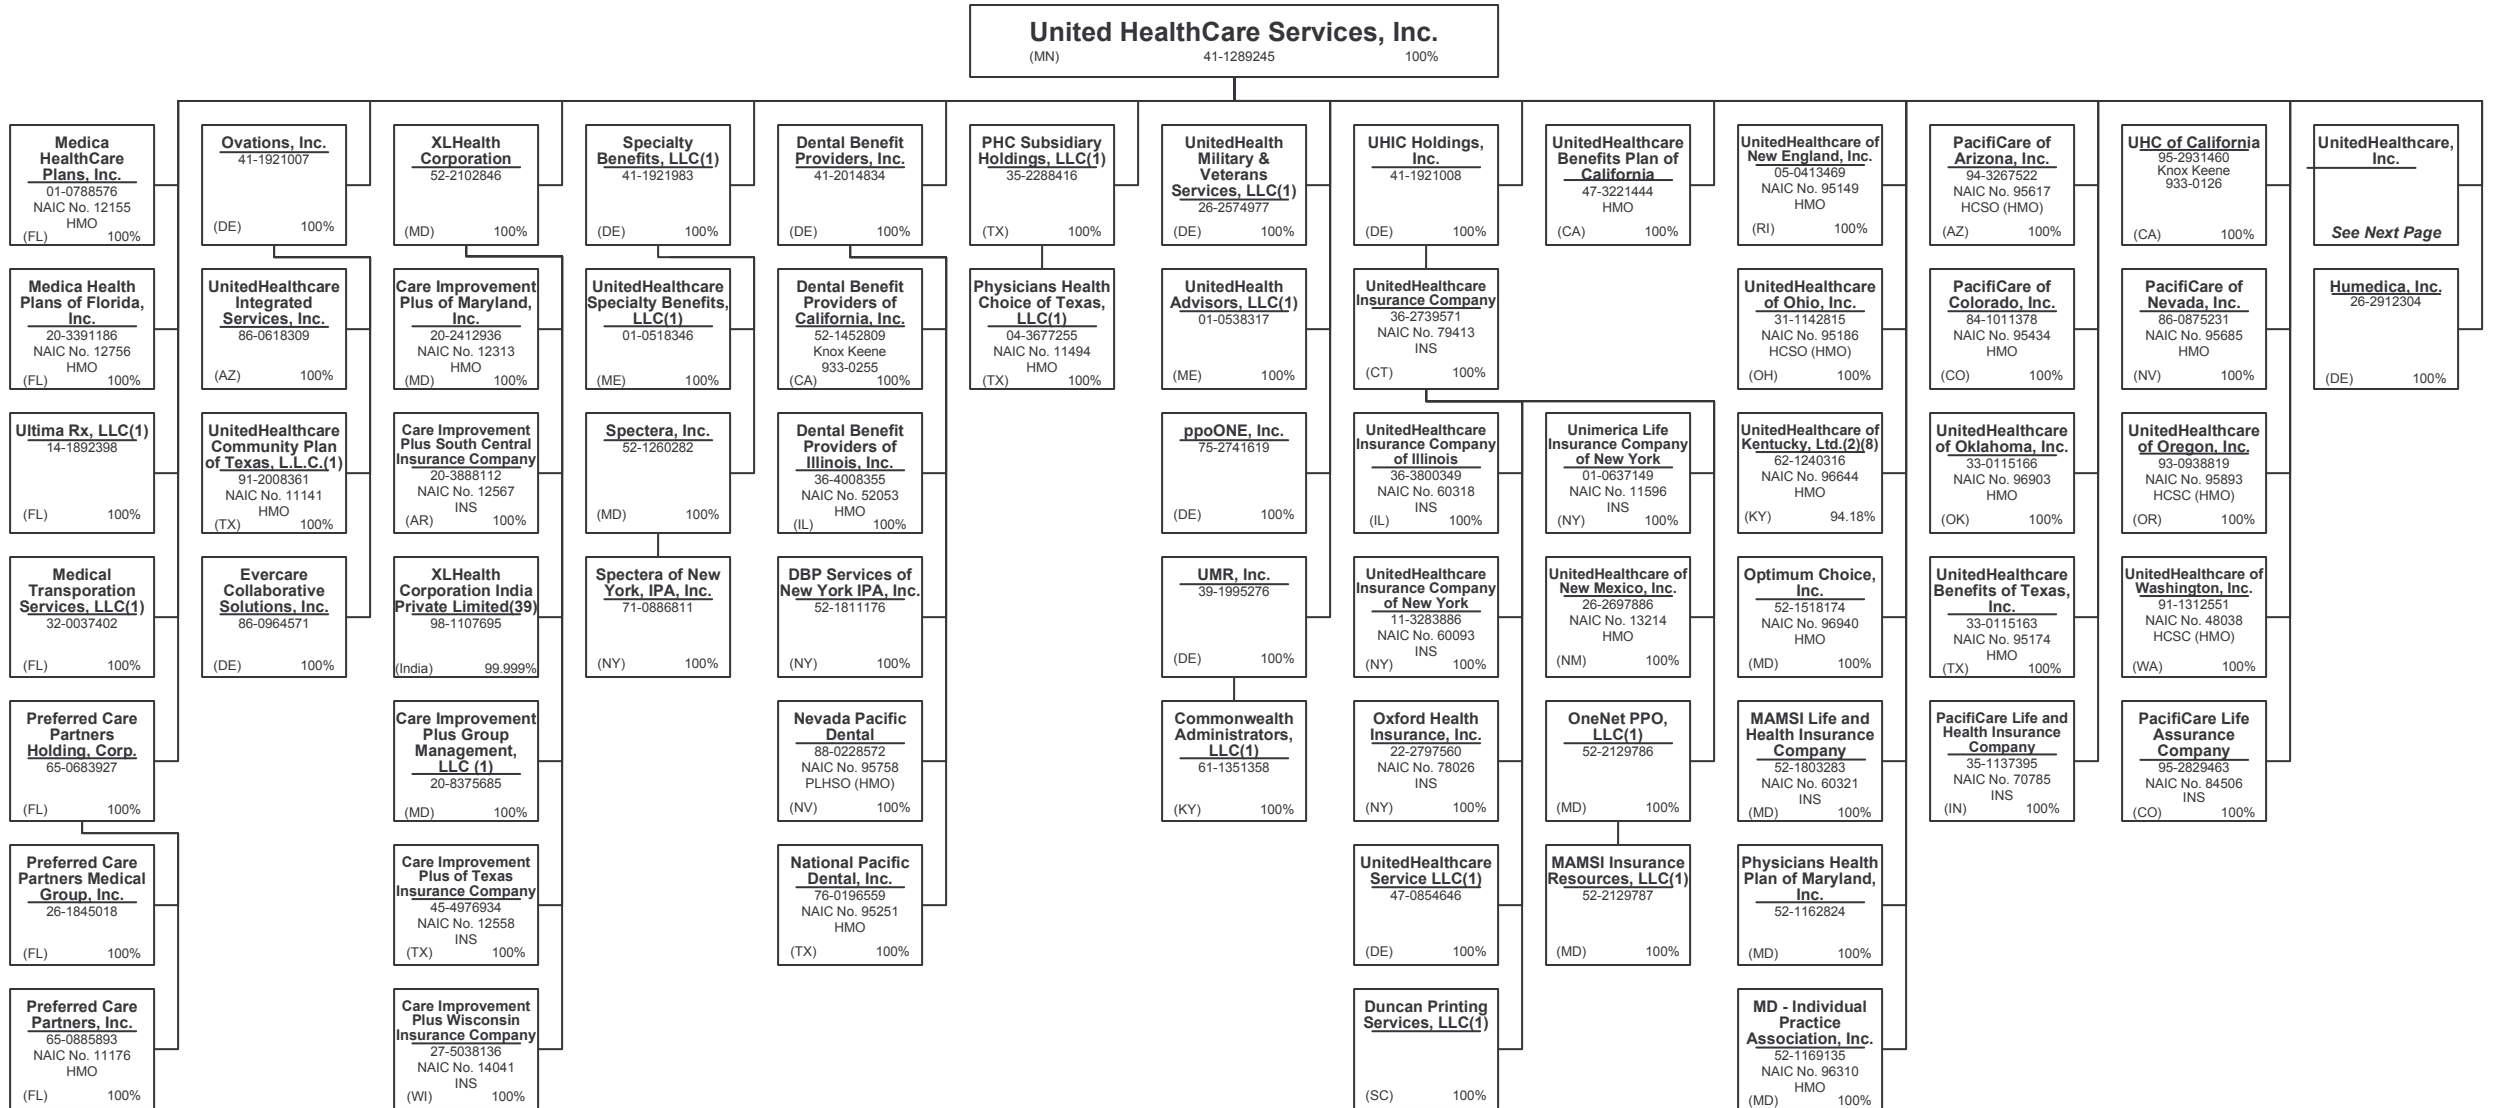 United HealthCare Services, Inc.
(MN) 41-1289245 100%
Medica
HealthCare
Plans, Inc.
01-0788576
NAIC No. 12155
HMO
(FL) 100%
Ovations, Inc.
41-1921007
(DE) 100%
XLHealth
Corporation
52-2102846
(MD) 100%
Specialty
Benefits, LLC(1)
41-1921983
(DE) 100%
Dental Benefit
Providers, Inc.
41-2014834
(DE) 100%
PHC Subsidiary
Holdings, LLC(1)
35-2288416
(TX) 100%
UnitedHealth
Military &
Veterans
Services, LLC(1)
26-2574977
(DE) 100%
UHIC Holdings,
Inc.
41-1921008
(DE) 100%
UnitedHealthcare
Benefits Plan of
California
47-3221444
HMO
(CA) 100%
UnitedHealthcare of
New England, Inc.
05-0413469
NAIC No. 95149
HMO
(RI) 100%
PacifiCare of
Arizona, Inc.
94-3267522
NAIC No. 95617
HCSO (HMO)
(AZ) 100%
UHC of California
95-2931460
Knox Keene
933-0126
(CA) 100%
UnitedHealthcare,
Inc.
See Next Page
Medica Health
Plans of Florida,
Inc.
20-3391186
NAIC No. 12756
HMO
(FL) 100%
UnitedHealthcare
Integrated
Services, Inc.
86-0618309
(AZ) 100%
Care Improvement
Plus of Maryland,
Inc.
20-2412936
NAIC No. 12313
HMO
(MD) 100%
UnitedHealthcare
Specialty Benefits,
LLC(1)
01-0518346
(ME) 100%
Dental Benefit
Providers of
California, Inc.
52-1452809
Knox Keene
933-0255
(CA) 100%
Physicians Health
Choice of Texas,
LLC(1)
04-3677255
NAIC No. 11494
HMO
(TX) 100%
UnitedHealth
Advisors, LLC(1)
01-0538317
(ME) 100%
UnitedHealthcare
Insurance Company
36-2739571
NAIC No. 79413
INS
(CT) 100%
UnitedHealthcare
of Ohio, Inc.
31-1142815
NAIC No. 95186
HCSO (HMO)
(OH) 100%
PacifiCare of
Colorado, Inc.
84-1011378
NAIC No. 95434
HMO
(CO) 100%
PacifiCare of
Nevada, Inc.
86-0875231
NAIC No. 95685
HMO
(NV) 100%
Humedica, Inc.
26-2912304
(DE) 100%
Ultima Rx, LLC(1)
14-1892398
(FL) 100%
UnitedHealthcare
Community Plan
of Texas, L.L.C.(1)
91-2008361
NAIC No. 11141
HMO
(TX) 100%
Care Improvement
Plus South Central
Insurance Company
20-3888112
NAIC No. 12567
INS
(AR) 100%
Spectera, Inc.
52-1260282
(MD) 100%
Dental Benefit
Providers of
Illinois, Inc.
36-4008355
NAIC No. 52053
HMO
(IL) 100%
ppoONE, Inc.
75-2741619
(DE) 100%
UnitedHealthcare
Insurance Company
of Illinois
36-3800349
NAIC No. 60318
INS
(IL) 100%
Unimerica Life
Insurance Company
of New York
01-0637149
NAIC No. 11596
INS
(NY) 100%
UnitedHealthcare of
Kentucky, Ltd.(2)(8)
62-1240316
NAIC No. 96644
HMO
(KY) 94.18%
UnitedHealthcare
of Oklahoma, Inc.
33-0115166
NAIC No. 96903
HMO
(OK) 100%
UnitedHealthcare
of Oregon, Inc.
93-0938819
NAIC No. 95893
HCSC (HMO)
(OR) 100%
Medical
Transporation
Services, LLC(1)
32-0037402
(FL) 100%
Evercare
Collaborative
Solutions, Inc.
86-0964571
(DE) 100%
XLHealth
Corporation India
Private Limited(39)
98-1107695
(India) 99.999%
Spectera of New
York, IPA, Inc.
71-0886811
(NY) 100%
DBP Services of
New York IPA, Inc.
52-1811176
(NY) 100%
UMR, Inc.
39-1995276
(DE) 100%
UnitedHealthcare
Insurance Company
of New York
11-3283886
NAIC No. 60093
INS
(NY) 100%
UnitedHealthcare of
New Mexico, Inc.
26-2697886
NAIC No. 13214
HMO
(NM) 100%
Optimum Choice,
Inc.
52-1518174
NAIC No. 96940
HMO
(MD) 100%
UnitedHealthcare
Benefits of Texas,
Inc.
33-0115163
NAIC No. 95174
HMO
(TX) 100%
UnitedHealthcare of
Washington, Inc.
91-1312551
NAIC No. 48038
HCSC (HMO)
(WA) 100%
Preferred Care
Partners
Holding, Corp.
65-0683927
(FL) 100%
Care Improvement
Plus Group
Management,
LLC (1)
20-8375685
(MD) 100%
Nevada Pacific
Dental
88-0228572
NAIC No. 95758
PLHSO (HMO)
(NV) 100%
Commonwealth
Administrators,
LLC(1)
61-1351358
(KY) 100%
Oxford Health
Insurance, Inc.
22-2797560
NAIC No. 78026
INS
(NY) 100%
OneNet PPO,
LLC(1)
52-2129786
(MD) 100%
MAMSI Life and
Health Insurance
Company
52-1803283
NAIC No. 60321
INS
(MD) 100%
PacifiCare Life and
Health Insurance
Company
35-1137395
NAIC No. 70785
INS
(IN) 100%
PacifiCare Life
Assurance
Company
95-2829463
NAIC No. 84506
INS
(CO) 100%
Preferred Care
Partners Medical
Group, Inc.
26-1845018
(FL) 100%
Care Improvement
Plus of Texas
Insurance Company
45-4976934
NAIC No. 12558
INS
(TX) 100%
National Pacific
Dental, Inc.
76-0196559
NAIC No. 95251
HMO
(TX) 100%
UnitedHealthcare
Service LLC(1)
47-0854646
(DE) 100%
MAMSI Insurance
Resources, LLC(1)
52-2129787
(MD) 100%
Physicians Health
Plan of Maryland,
Inc.
52-1162824
(MD) 100%
Preferred Care
Partners, Inc.
65-0885893
NAIC No. 11176
HMO
(FL) 100%
Care Improvement
Plus Wisconsin
Insurance Company
27-5038136
NAIC No. 14041
INS
(WI) 100%
Duncan Printing
Services, LLC(1)
(SC) 100%
MD - Individual
Practice
Association, Inc.
52-1169135
NAIC No. 96310
HMO
(MD) 100%